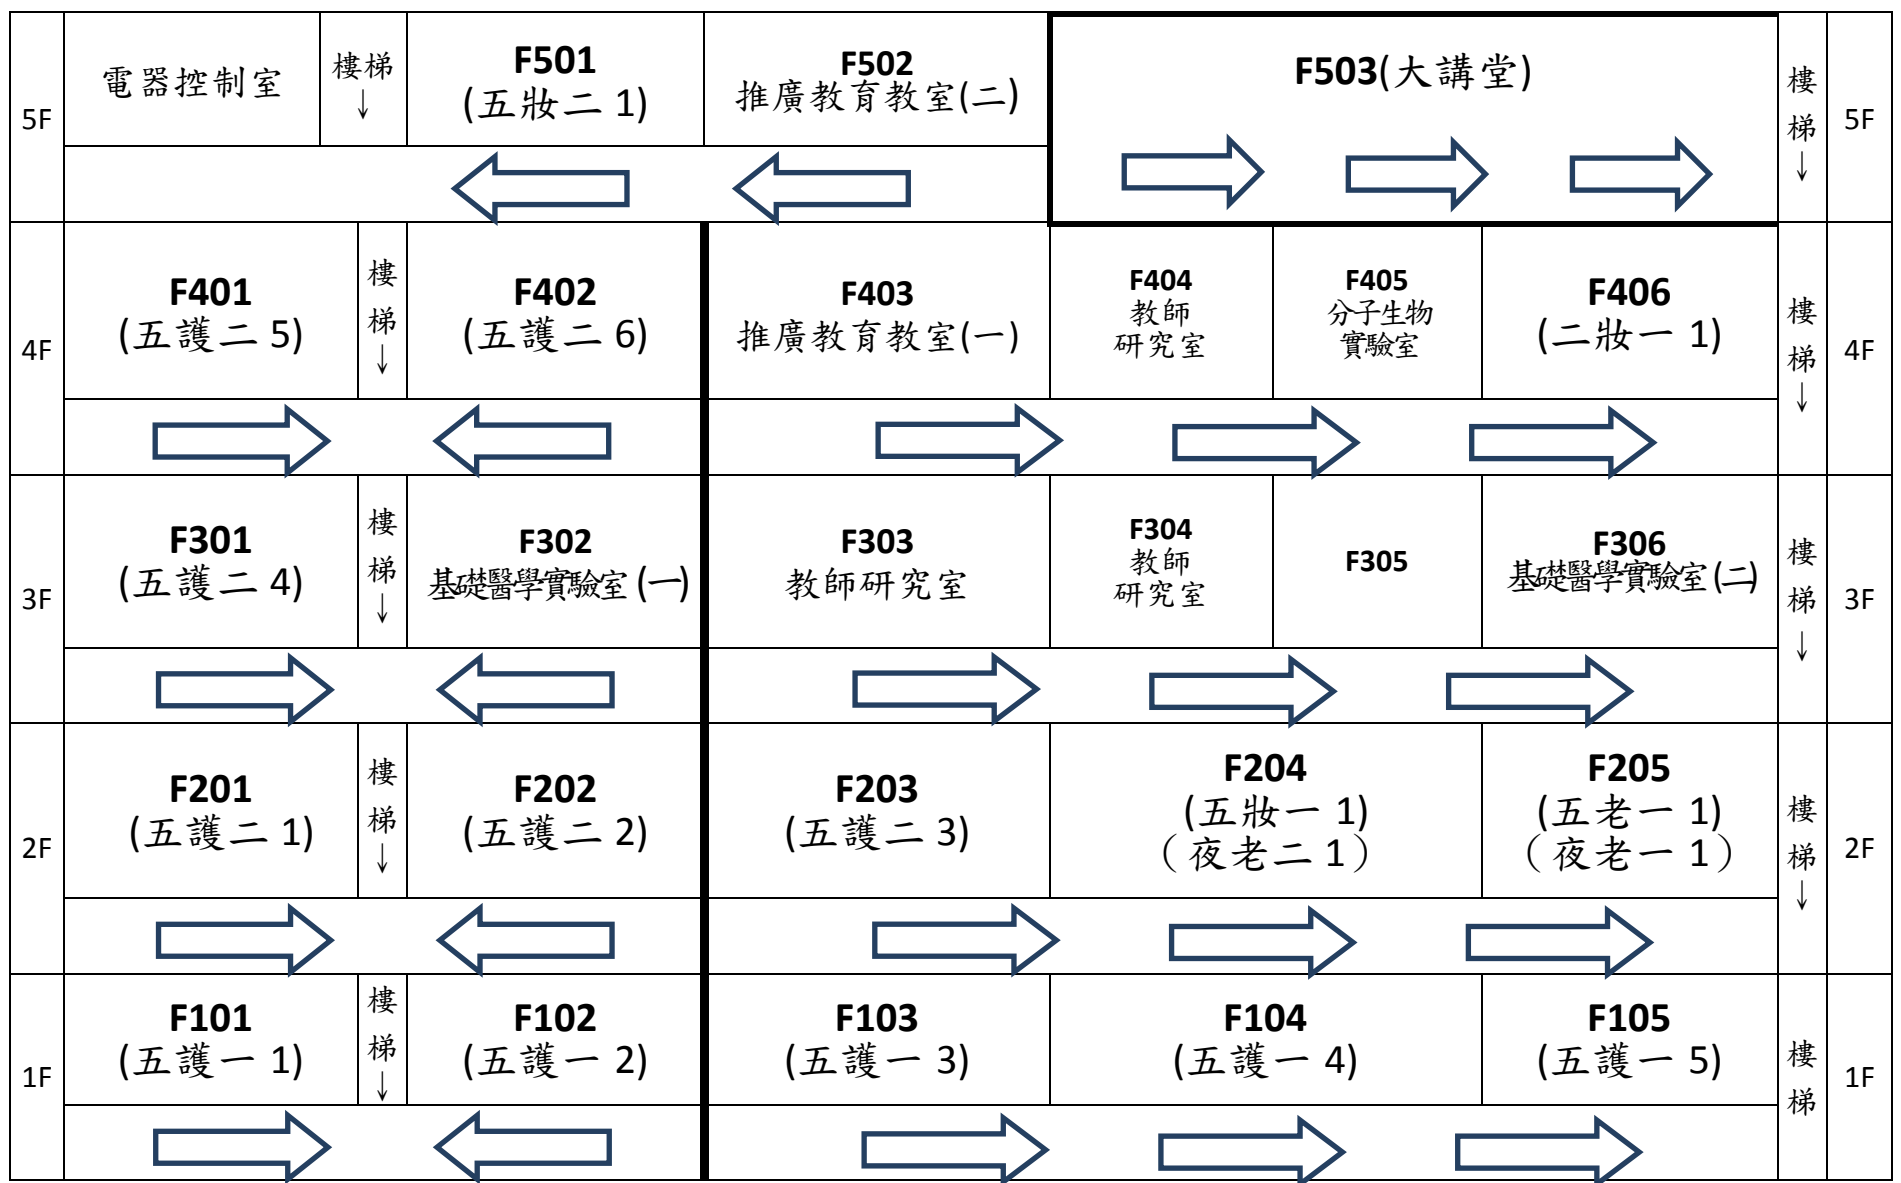 5F
電器控制室
樓梯
↓
F501
(五妝二 1)
F502
推廣教育教室(二)
F503(大講堂)
樓
梯
↓
5F
4F
F401
(五護二 5)
樓
梯
↓
F402
(五護二 6)
F403
推廣教育教室(一)
F404
教師
研究室
F405
分子生物
實驗室
F406
(二妝一 1)
樓
梯
↓
4F
3F
F301
(五護二 4)
樓
梯
↓
F302
基礎醫學實驗室(一)
F303
教師研究室
F304
教師
研究室
F305
F306
基礎醫學實驗室(二)
樓
梯
↓
3F
2F
F201
(五護二 1)
樓
梯
↓
F202
(五護二 2)
F203
(五護二 3)
F204
(五妝一 1)
（夜老二 1）
F205
(五老一 1)
（夜老一 1）
樓
梯
↓
2F
1F
F101
(五護一 1)
樓
梯
↓
F102
(五護一 2)
F103
(五護一 3)
F104
(五護一 4)
F105
(五護一 5)
樓
梯
1F